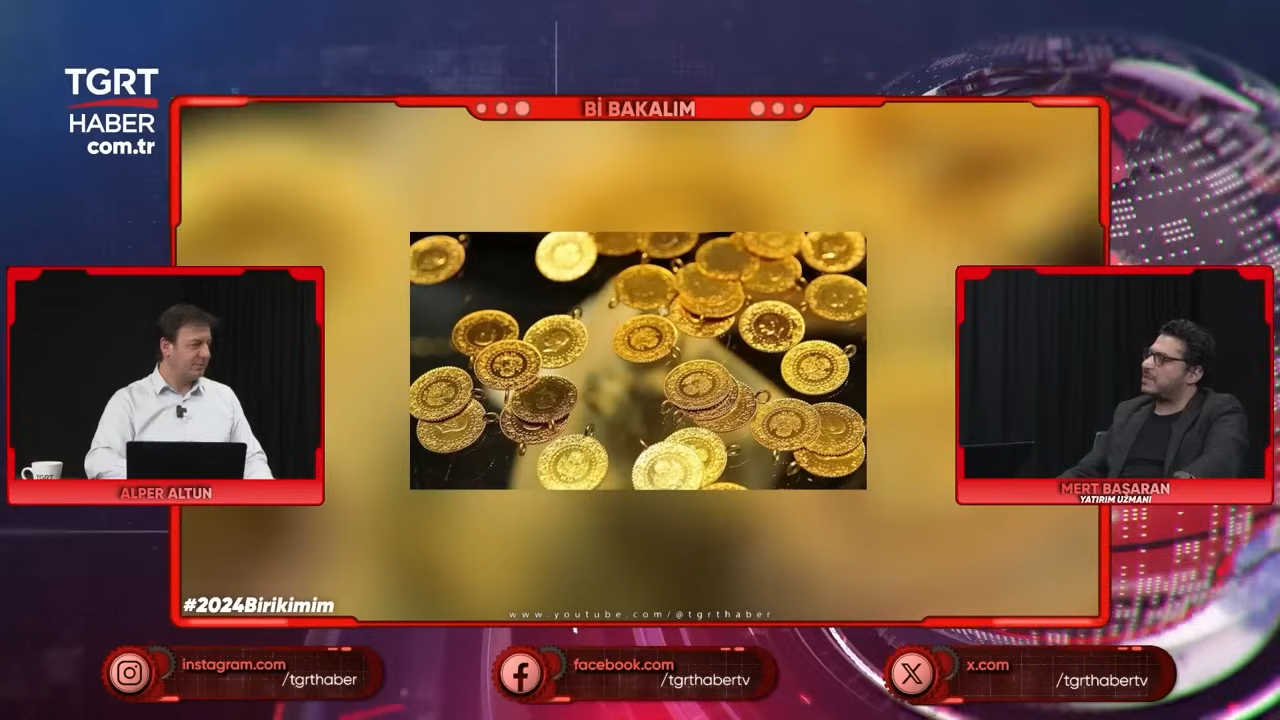 TGRT
HABER
com.tr
Bİ BAKALIM
TGRT
ALPER ALTUN
MERT BAŞARAN
YATIRIM UZMANI
#2024Birikimim
www.youtube.com/@tgrthaber
instagram.com
/tgrthaber
facebook.com
/tgrthabertv
x.com
/tgrthabertv